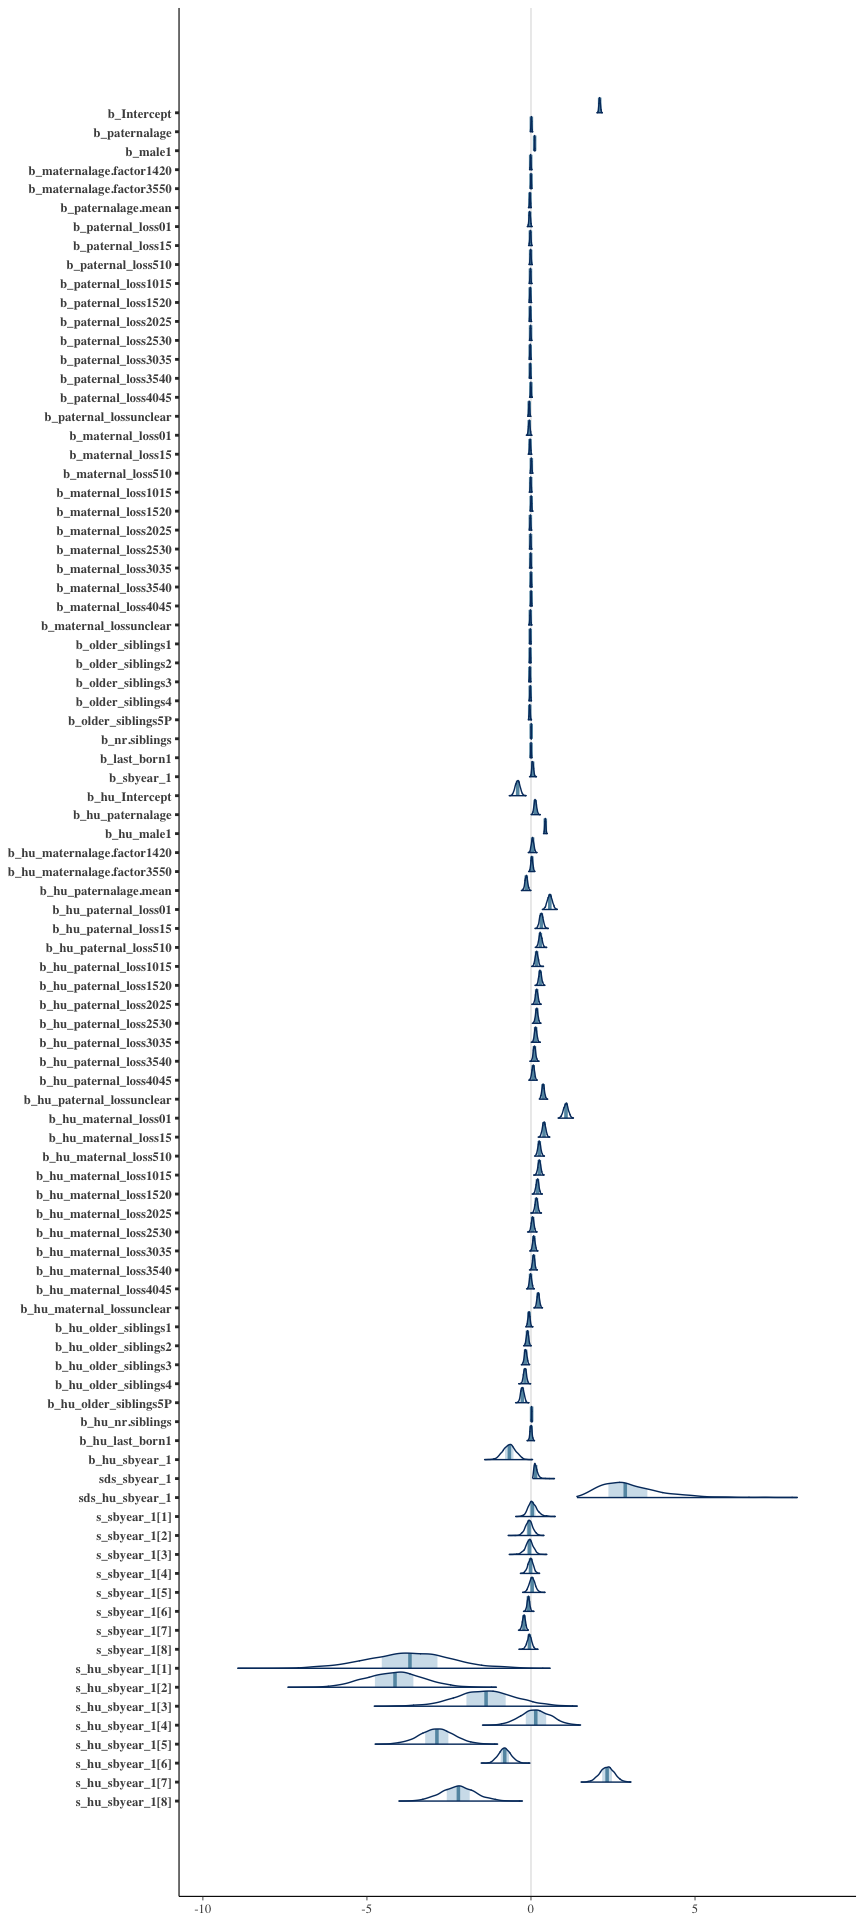 b_Intercept
b_paternalage
b_male1
b_maternalage.factor1420
b_maternalage.factor3550
b_paternalage.mean
b_paternal_loss01
b_paternal_loss15
b_paternal_loss510
b_paternal_loss1015
b_paternal_loss1520
b_paternal_loss2025
b_paternal_loss2530
b_paternal_loss3035
b_paternal_loss3540
b_paternal_loss4045
b_paternal_lossunclear
b_maternal_loss01
b_maternal_loss15
b_maternal_loss510
b_maternal_loss1015
b_maternal_loss1520
b_maternal_loss2025
b_maternal_loss2530
b_maternal_loss3035
b_maternal_loss3540
b_maternal_loss4045
b_maternal_lossunclear
b_older_siblings1
b_older_siblings2
b_older_siblings3
b_older_siblings4
b_older_siblings5P
b_nr.siblings
b_last_born1
b_sbyear_1
b_hu_Intercept
b_hu_paternalage
b_hu_male1
b_hu_maternalage.factor1420
b_hu_maternalage.factor3550
b_hu_paternalage.mean
b_hu_paternal_loss01
b_hu_paternal_loss15
b_hu_paternal_loss510
b_hu_paternal_loss1015
b_hu_paternal_loss1520
b_hu_paternal_loss2025
b_hu_paternal_loss2530
b_hu_paternal_loss3035
b_hu_paternal_loss3540
b_hu_paternal_loss4045
b_hu_paternal_lossunclear
b_hu_maternal_loss01
b_hu_maternal_loss15
b_hu_maternal_loss510
b_hu_maternal_loss1015
b_hu_maternal_loss1520
b_hu_maternal_loss2025
b_hu_maternal_loss2530
b_hu_maternal_loss3035
b_hu_maternal_loss3540
b_hu_maternal_loss4045
b_hu_maternal_lossunclear
b_hu_older_siblings1
b_hu_older_siblings2
b_hu_older_siblings3
b_hu_older_siblings4
b_hu_older_siblings5P
b_hu_nr.siblings
b_hu_last_born1
b_hu_sbyear_1
sds_sbyear_1
sds_hu_sbyear_1
s_sbyear_1[1]
s_sbyear_1[2]
s_sbyear_1[3]
s_sbyear_1[4]
s_sbyear_1[5]
s_sbyear_1[6]
s_sbyear_1[7]
s_sbyear_1[8]
s_hu_sbyear_1[1]
s_hu_sbyear_1[2]
s_hu_sbyear_1[3]
s_hu_sbyear_1[4]
s_hu_sbyear_1[5]
s_hu_sbyear_1[6]
s_hu_sbyear_1[7]
s_hu_sbyear_1[8]
-10 -5 0 5